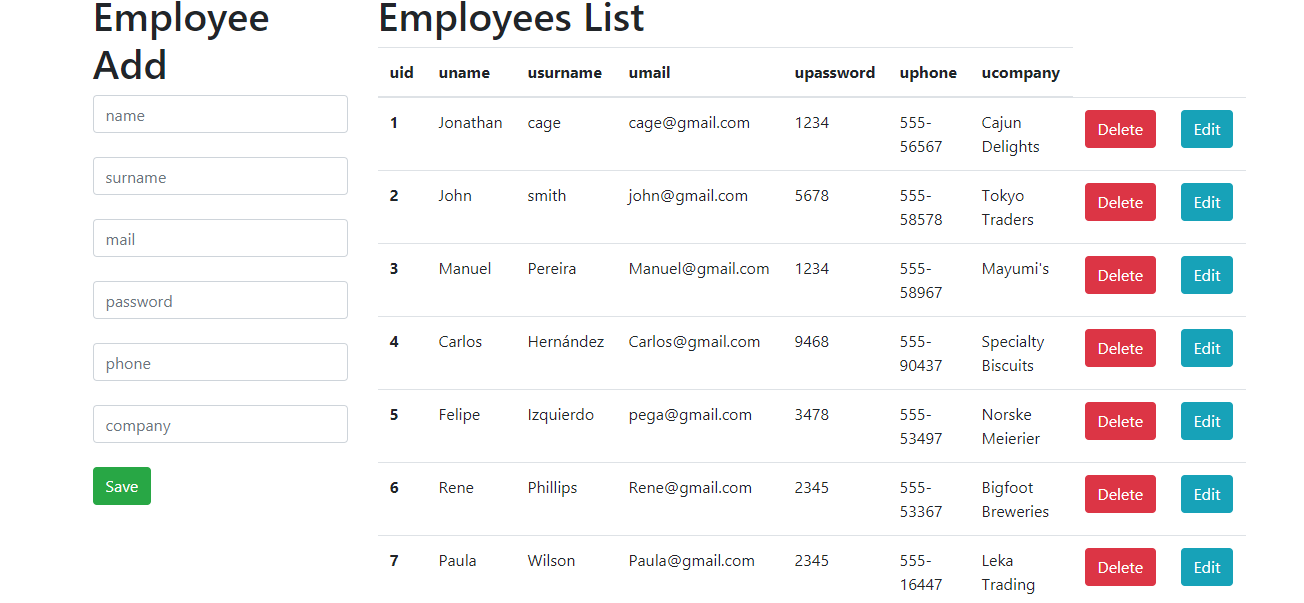 Employee
Add
name
surname
mail
password
phone
company
Save
Employees List
uid uname usurname umail upassword uphone ucompany
1 Jonathan cage cage@gmail.com 1234 555- Cajun Delete Edit
56567 Delights
2 John smith john@gmail.com 5678 555- Tokyo Delete Edit
58578 Traders
3 Manuel Pereira Manuel@gmail.com 1234 555- Mayumi's Delete Edit
58967
4 Carlos Hernández Carlos@gmail.com 9468 555- Specialty Delete Edit
90437 Biscuits
5 Felipe Izquierdo pega@gmail.com 3478 555- Norske Delete Edit
53497 Meierier
6 Rene Phillips Rene@gmail.com 2345 555- Bigfoot Delete Edit
53367 Breweries
7 Paula Wilson Paula@gmail.com 2345 555- Leka Delete Edit
16447 Trading